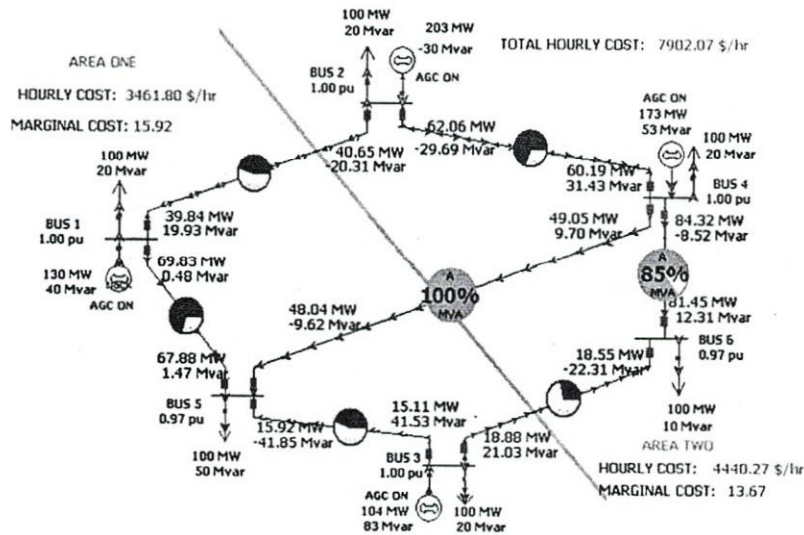 TOTAL HOURLY COST: 7902.07 $/hr
AREA ONE
HOURLY COST: 3461.80 $/hr
MARGINAL COST: 15.92
100 MW
20 Mvar
203 MW
-30 Mvar
AGC ON
BUS 2
1.00 pu
62.06 MW
-29.69 Mvar
40.65 MW
-20.31 Mvar
AGC ON
173 MW
53 Mvar
100 MW
20 Mvar
BUS 4
1.00 pu
60.19 MW
31.43 Mvar
100 MW
20 Mvar
BUS 1
1.00 pu
130 MW
40 Mvar
AGC ON
39.84 MW
19.93 Mvar
69.83 MW
0.48 Mvar
49.05 MW
9.70 Mvar
84.32 MW
-8.52 Mvar
A
100%
MVA
A
85%
MVA
81.45 MW
12.31 Mvar
48.04 MW
-9.62 Mvar
67.88 MW
1.47 Mvar
BUS 5
0.97 pu
100 MW
50 Mvar
BUS 6
0.97 pu
18.55 MW
-22.31 Mvar
100 MW
10 Mvar
15.92 MW
-41.85 Mvar
15.11 MW
41.53 Mvar
18.88 MW
21.03 Mvar
BUS 3
1.00 pu
AGC ON
104 MW
83 Mvar
100 MW
20 Mvar
AREA TWO
HOURLY COST: 4440.27 $/hr
MARGINAL COST: 13.67